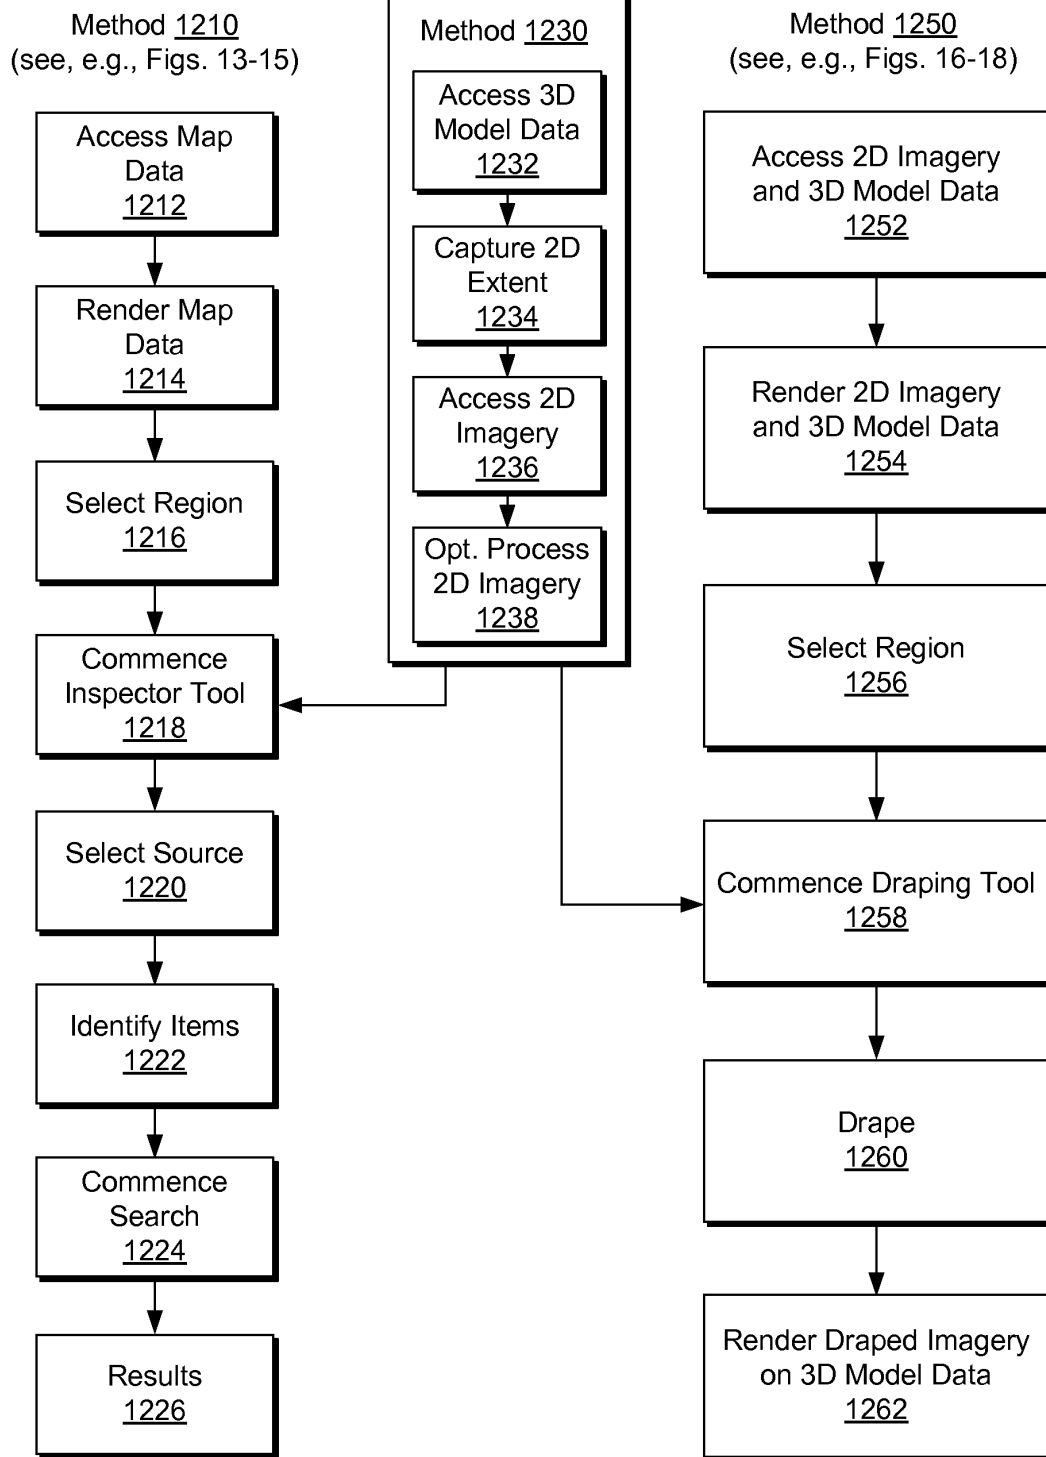 Method 1210
(see, e.g., Figs. 13-15)
Access Map
Data
1212
Render Map
Data
1214
Select Region
1216
Commence
Inspector Tool
1218
Select Source
1220
Identify Items
1222
Commence
Search
1224
Results
1226
Method 1230
Access 3D
Model Data
1232
Capture 2D
Extent
1234
Access 2D
Imagery
1236
Opt. Process
2D Imagery
1238
Method 1250
(see, e.g., Figs. 16-18)
Access 2D Imagery
and 3D Model Data
1252
Render 2D Imagery
and 3D Model Data
1254
Select Region
1256
Commence Draping Tool
1258
Drape
1260
Render Draped Imagery
on 3D Model Data
1262